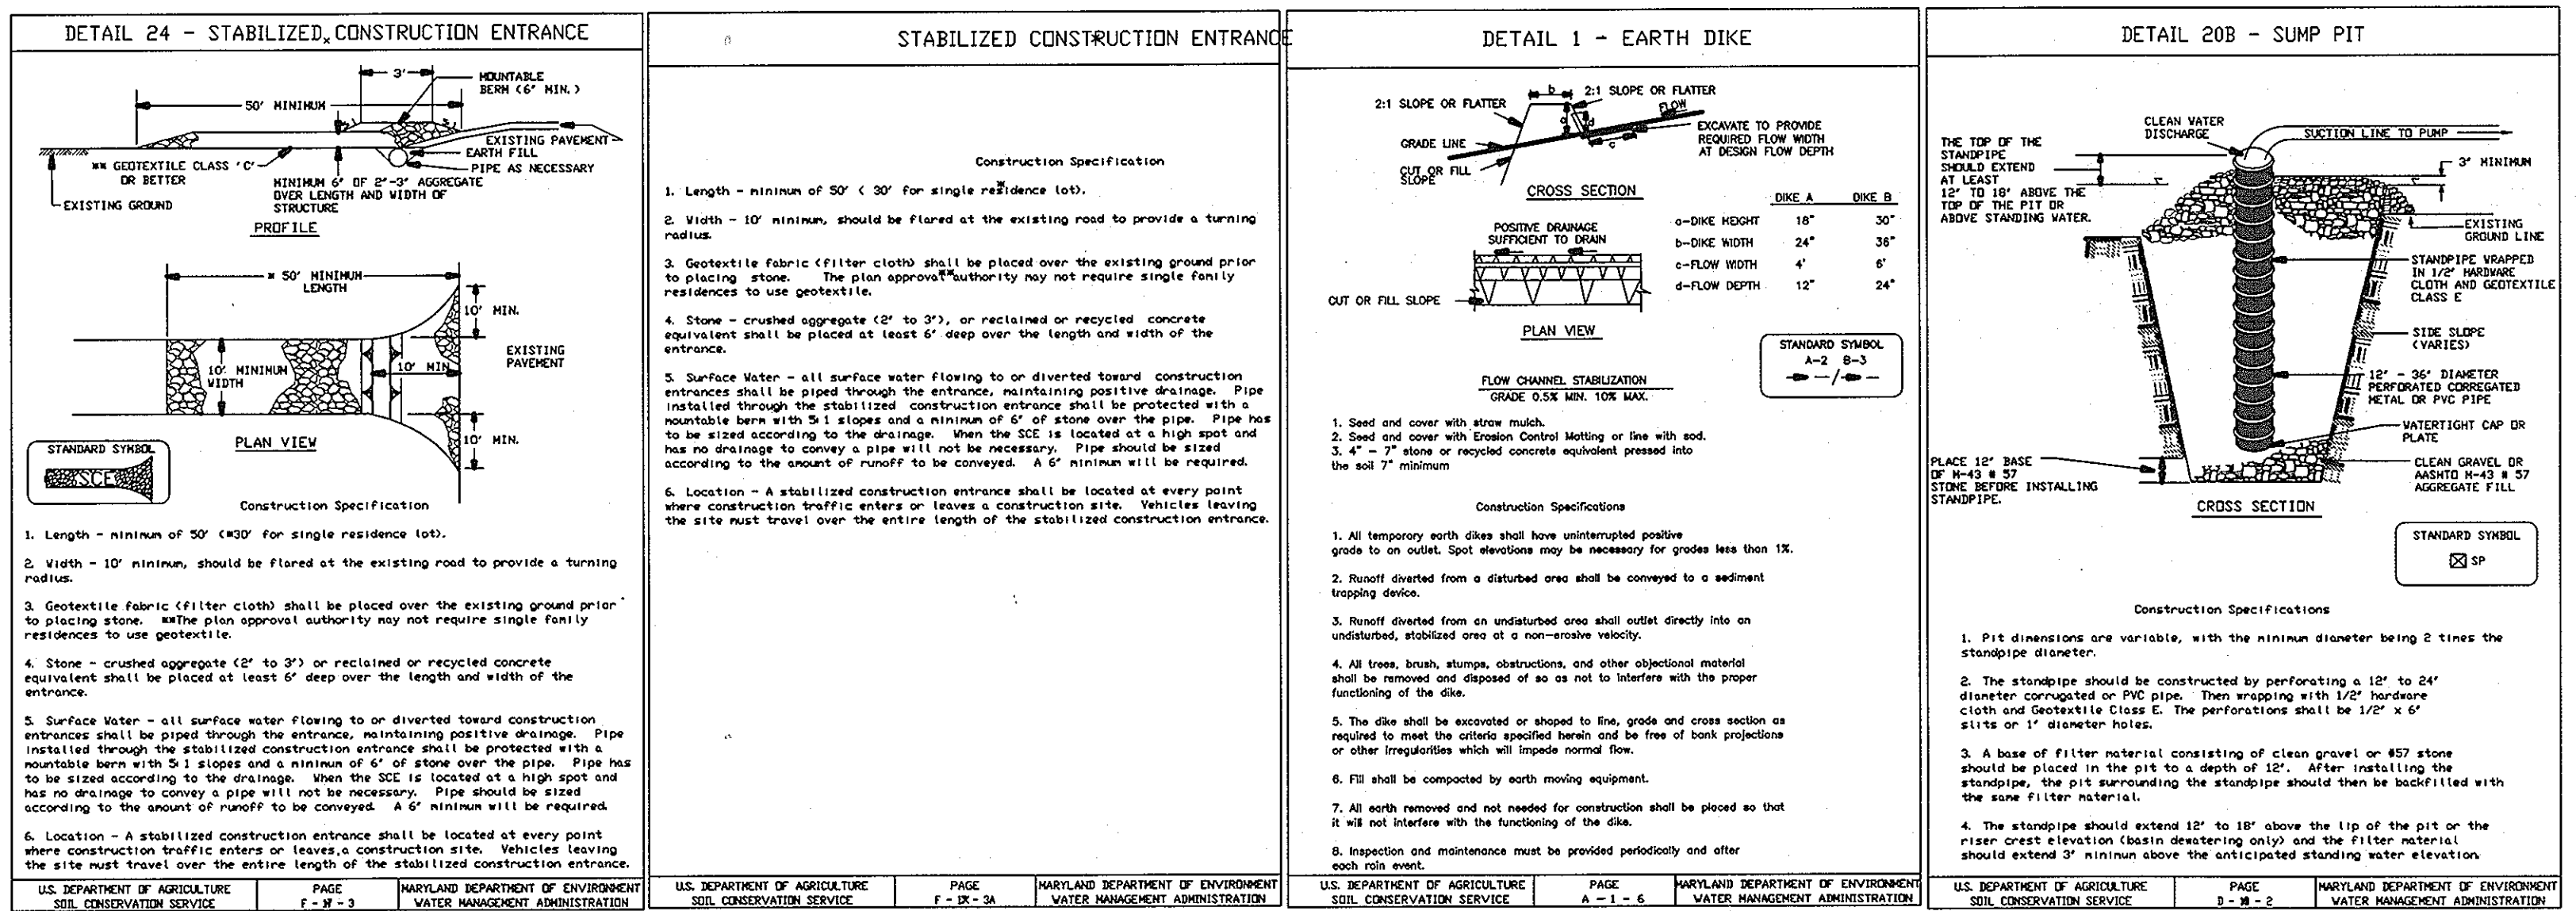 DETAIL 24 - STABILIZED CONSTRUCTION ENTRANCE
3'
MOUNTABLE
BERM (6" MIN.)
50' MINIMUM
EXISTING PAVEMENT
EARTH FILL
PIPE AS NECESSARY
** GEOTEXTILE CLASS 'C'
OR BETTER
MINIMUM 6" OF 2"-3" AGGREGATE
OVER LENGTH AND WIDTH OF
STRUCTURE
EXISTING GROUND
PROFILE
* 50' MINIMUM
LENGTH
10' MIN.
EXISTING
PAVEMENT
10' MINIMUM
WIDTH
10' MIN.
10' MIN.
PLAN VIEW
STANDARD SYMBOL
SCE
Construction Specification
1. Length - minimum of 50' (*30' for single residence lot).
2. Width - 10' minimum, should be flared at the existing road to provide a turning
radius.
3. Geotextile fabric (filter cloth) shall be placed over the existing ground prior
to placing stone. **The plan approval authority may not require single family
residences to use geotextile.
4. Stone - crushed aggregate (2" to 3") or reclaimed or recycled concrete
equivalent shall be placed at least 6" deep over the length and width of the
entrance.
5. Surface Water - all surface water flowing to or diverted toward construction
entrances shall be piped through the entrance, maintaining positive drainage. Pipe
installed through the stabilized construction entrance shall be protected with a
mountable berm with 5:1 slopes and a minimum of 6" of stone over the pipe. Pipe has
to be sized according to the drainage. When the SCE is located at a high spot and
has no drainage to convey a pipe will not be necessary. Pipe should be sized
according to the amount of runoff to be conveyed. A 6" minimum will be required.
6. Location - A stabilized construction entrance shall be located at every point
where construction traffic enters or leaves a construction site. Vehicles leaving
the site must travel over the entire length of the stabilized construction entrance.
U.S. DEPARTMENT OF AGRICULTURE
SOIL CONSERVATION SERVICE
PAGE
MARYLAND DEPARTMENT OF ENVIRONMENT
WATER MANAGEMENT ADMINISTRATION
STABILIZED CONSTRUCTION ENTRANCE
Construction Specification
1. Length - minimum of 50' ( 30' for single residence lot).
2. Width - 10' minimum, should be flared at the existing road to provide a turning
radius.
3. Geotextile fabric (filter cloth) shall be placed over the existing ground prior
to placing stone. The plan approval** authority may not require single family
residences to use geotextile.
4. Stone - crushed aggregate (2" to 3"), or reclaimed or recycled concrete
equivalent shall be placed at least 6" deep over the length and width of the
entrance.
5. Surface Water - all surface water flowing to or diverted toward construction
entrances shall be piped through the entrance, maintaining positive drainage. Pipe
installed through the stabilized construction entrance shall be protected with a
mountable berm with 5:1 slopes and a minimum of 6" of stone over the pipe. Pipe has
to be sized according to the drainage. When the SCE is located at a high spot and
has no drainage to convey a pipe will not be necessary. Pipe should be sized
according to the amount of runoff to be conveyed. A 6" minimum will be required.
6. Location - A stabilized construction entrance shall be located at every point
where construction traffic enters or leaves a construction site. Vehicles leaving
the site must travel over the entire length of the stabilized construction entrance.
U.S. DEPARTMENT OF AGRICULTURE
SOIL CONSERVATION SERVICE
PAGE
F - IX - 3A
MARYLAND DEPARTMENT OF ENVIRONMENT
WATER MANAGEMENT ADMINISTRATION
DETAIL 1 - EARTH DIKE
b
2:1 SLOPE OR FLATTER
2:1 SLOPE OR FLATTER
FLOW
a
d
c
GRADE LINE
EXCAVATE TO PROVIDE
REQUIRED FLOW WIDTH
AT DESIGN FLOW DEPTH
CUT OR FILL
SLOPE
CROSS SECTION
DIKE A DIKE B
a-DIKE HEIGHT 18" 30"
b-DIKE WIDTH 24" 36"
c-FLOW WIDTH 4' 6'
d-FLOW DEPTH 12" 24"
POSITIVE DRAINAGE
SUFFICIENT TO DRAIN
CUT OR FILL SLOPE
PLAN VIEW
STANDARD SYMBOL
A-2 B-3
/
FLOW CHANNEL STABILIZATION
GRADE 0.5% MIN. 10% MAX.
1. Seed and cover with straw mulch.
2. Seed and cover with Erosion Control Matting or line with sod.
3. 4" - 7" stone or recycled concrete equivalent pressed into
the soil 7" minimum
Construction Specifications
1. All temporary earth dikes shall have uninterrupted positive
grade to an outlet. Spot elevations may be necessary for grades less than 1%.
2. Runoff diverted from a disturbed area shall be conveyed to a sediment
trapping device.
3. Runoff diverted from an undisturbed area shall outlet directly into an
undisturbed, stabilized area at a non-erosive velocity.
4. All trees, brush, stumps, obstructions, and other objectional material
shall be removed and disposed of so as not to interfere with the proper
functioning of the dike.
5. The dike shall be excavated or shaped to line, grade and cross section as
required to meet the criteria specified herein and be free of bank projections
or other irregularities which will impede normal flow.
6. Fill shall be compacted by earth moving equipment.
7. All earth removed and not needed for construction shall be placed so that
it will not interfere with the functioning of the dike.
8. Inspection and maintenance must be provided periodically and after
each rain event.
U.S. DEPARTMENT OF AGRICULTURE
SOIL CONSERVATION SERVICE
PAGE
A - 1 - 6
MARYLAND DEPARTMENT OF ENVIRONMENT
WATER MANAGEMENT ADMINISTRATION
DETAIL 20B - SUMP PIT
CLEAN WATER
DISCHARGE
SUCTION LINE TO PUMP
THE TOP OF THE
STANDPIPE
SHOULD EXTEND
AT LEAST
12" TO 18" ABOVE THE
TOP OF THE PIT OR
ABOVE STANDING WATER.
3" MINIMUM
EXISTING
GROUND LINE
STANDPIPE WRAPPED
IN 1/2" HARDWARE
CLOTH AND GEOTEXTILE
CLASS E
SIDE SLOPE
(VARIES)
12" - 36" DIAMETER
PERFORATED CORREGATED
METAL OR PVC PIPE
WATERTIGHT CAP OR
PLATE
PLACE 12" BASE
OF M-43 # 57
STONE BEFORE INSTALLING
STANDPIPE.
CLEAN GRAVEL OR
AASHTO M-43 # 57
AGGREGATE FILL
CROSS SECTION
STANDARD SYMBOL
SP
Construction Specifications
1. Pit dimensions are variable, with the minimum diameter being 2 times the
standpipe diameter.
2. The standpipe should be constructed by perforating a 12" to 24"
diameter corrugated or PVC pipe. Then wrapping with 1/2" hardware
cloth and Geotextile Class E. The perforations shall be 1/2" x 6"
slits or 1" diameter holes.
3. A base of filter material consisting of clean gravel or #57 stone
should be placed in the pit to a depth of 12". After installing the
standpipe, the pit surrounding the standpipe should then be backfilled with
the same filter material.
4. The standpipe should extend 12" to 18" above the lip of the pit or the
riser crest elevation (basin dewatering only) and the filter material
should extend 3" minimum above the anticipated standing water elevation.
U.S. DEPARTMENT OF AGRICULTURE
SOIL CONSERVATION SERVICE
PAGE
MARYLAND DEPARTMENT OF ENVIRONMENT
WATER MANAGEMENT ADMINISTRATION